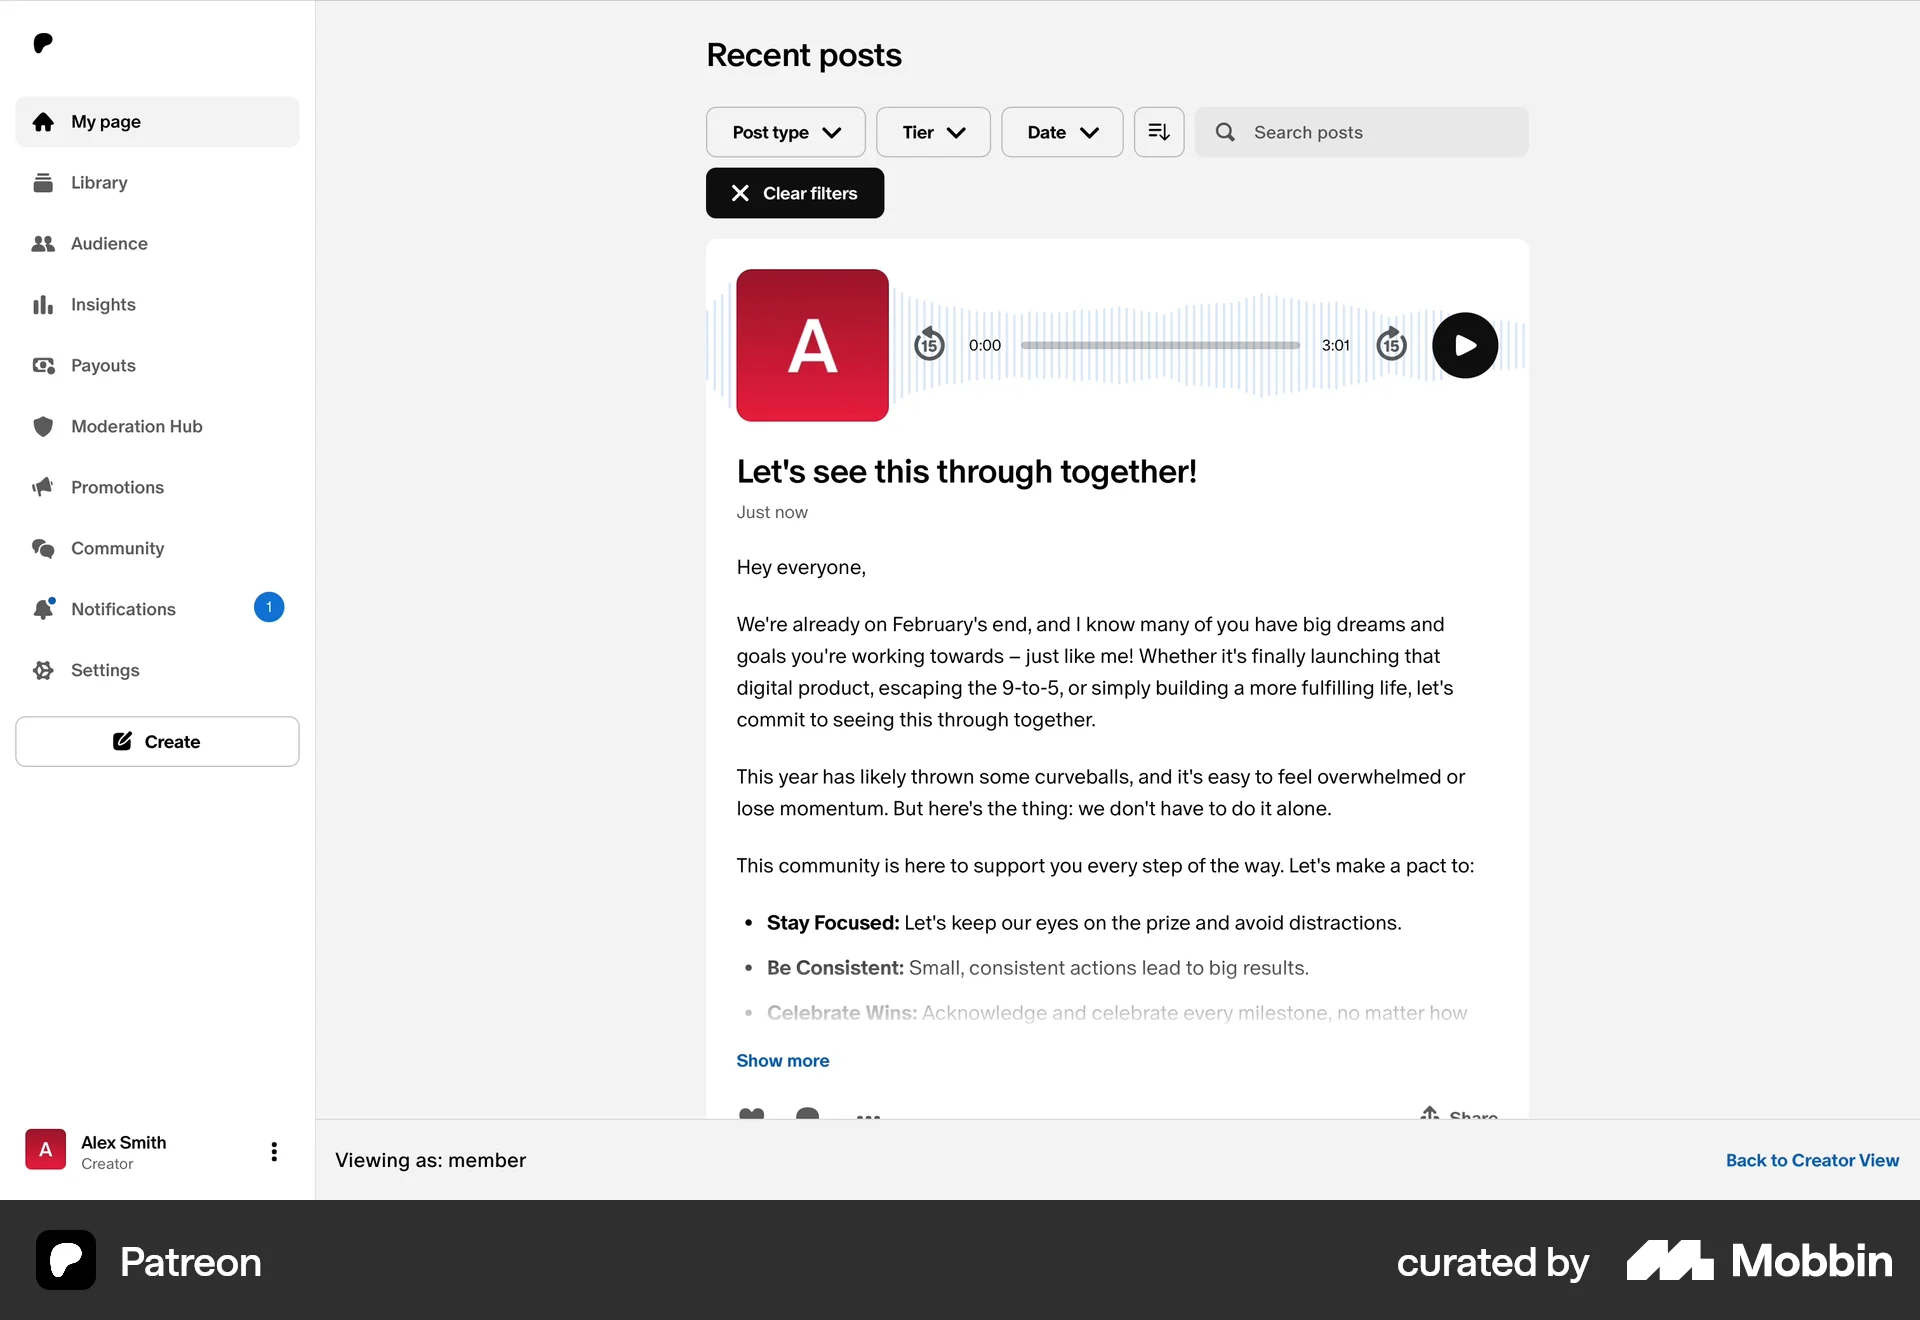 My page
Library
Audience
Insights
Payouts
Moderation Hub
Promotions
Community
Notifications
1
Settings
Create
A
Alex Smith
Creator
Recent posts
Post type
Tier
Date
Search posts
Clear filters
A
15
0:00
3:01
15
Let's see this through together!
Just now
Hey everyone,
We're already on February's end, and I know many of you have big dreams and
goals you're working towards – just like me! Whether it's finally launching that
digital product, escaping the 9-to-5, or simply building a more fulfilling life, let's
commit to seeing this through together.
This year has likely thrown some curveballs, and it's easy to feel overwhelmed or
lose momentum. But here's the thing: we don't have to do it alone.
This community is here to support you every step of the way. Let's make a pact to:
• Stay Focused: Let's keep our eyes on the prize and avoid distractions.
• Be Consistent: Small, consistent actions lead to big results.
• Celebrate Wins: Acknowledge and celebrate every milestone, no matter how
Show more
Share
Viewing as: member
Back to Creator View
Patreon
curated by
Mobbin